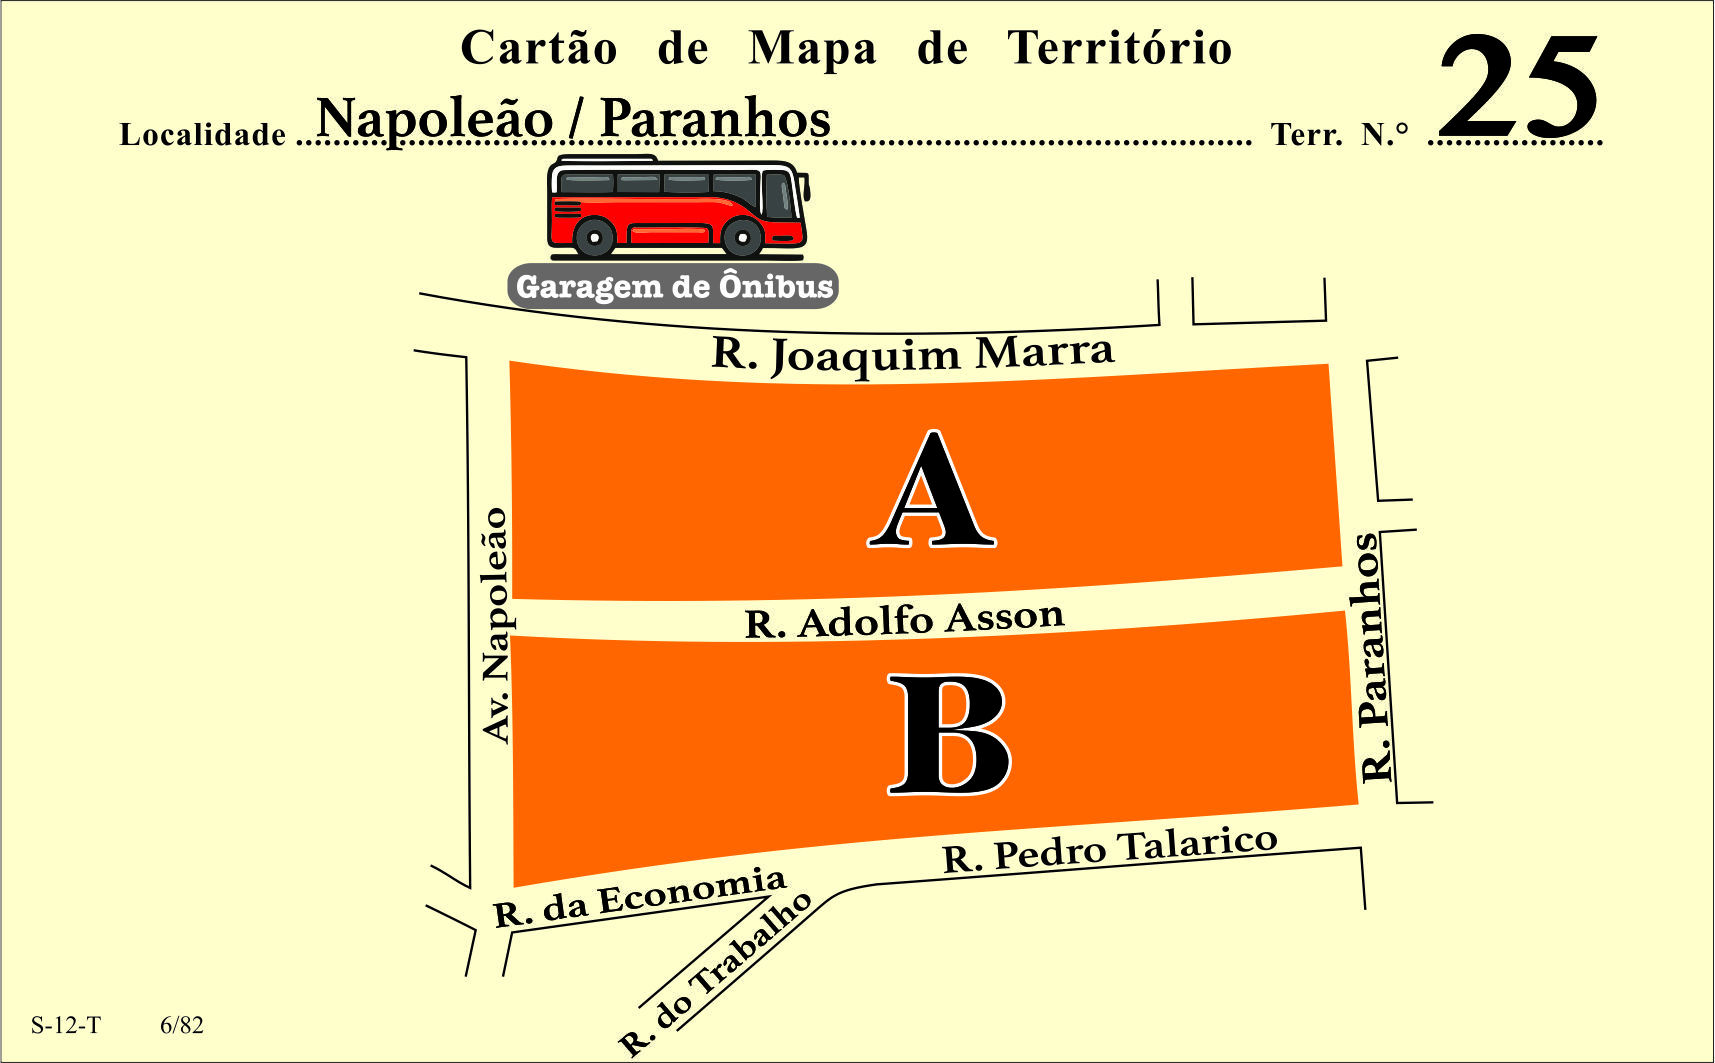 Cartão de Mapa de Território
25
Localidade Napoleão / Paranhos Terr. N.°
Garagem de Ônibus
R. Joaquim Marra
A
Av. Napoleão
R. Adolfo Asson
R. Paranhos
B
R. Pedro Talarico
R. da Economia
R. do Trabalho
S-12-T 6/82